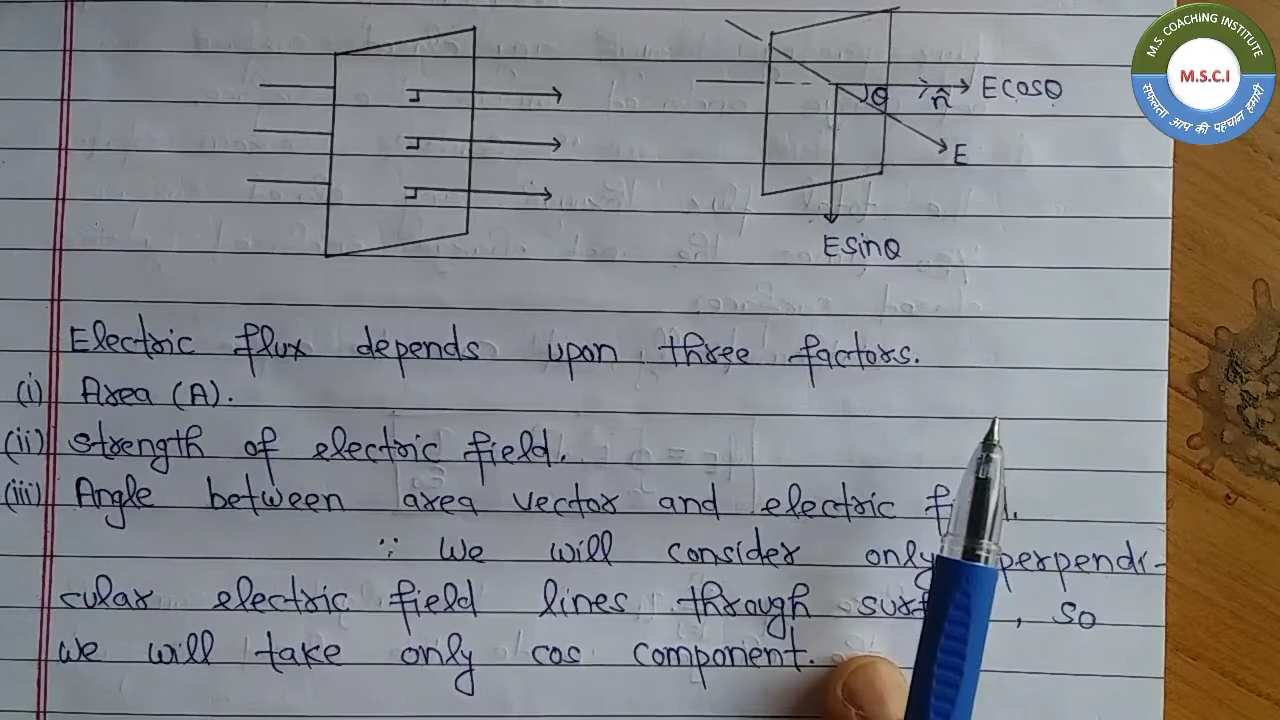 M.S. COACHING INSTITUTE
M.S.C.I
सफलता आप की पहचान हमारी
θ n̂ Ecosθ
E
Esinθ
Electric flux depends upon three factors.
(i) Area (A).
(ii) strength of electric field.
(iii) Angle between area vector and electric
∵ We will consider only perpendi-
cular electric field lines through , so
we will take only cos component.